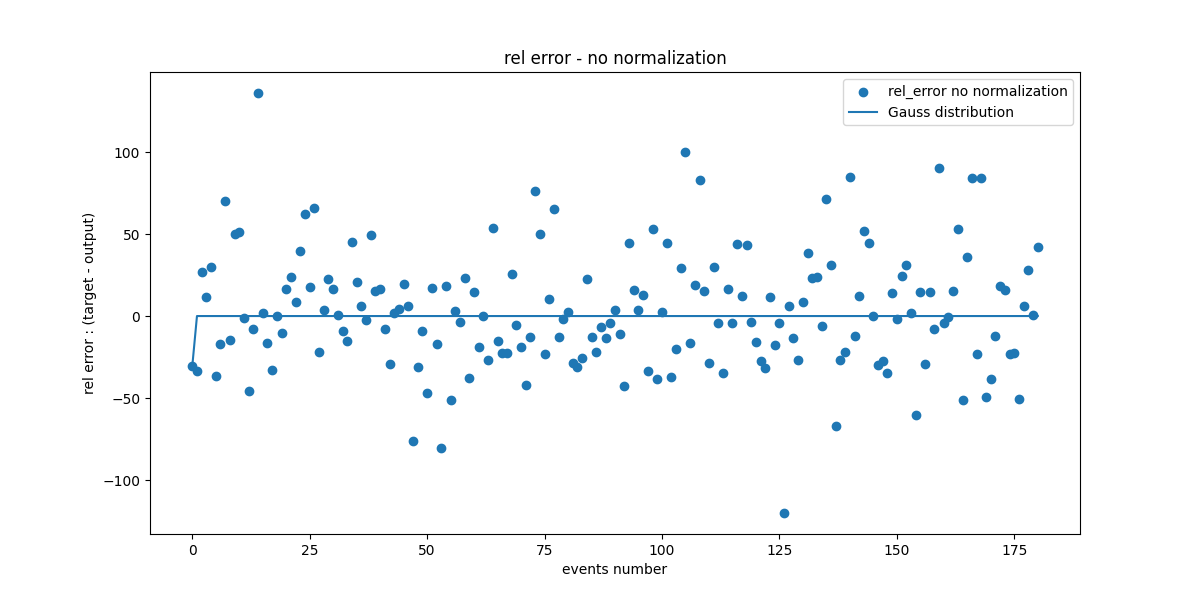 rel error - no normalization
rel_error no normalization
Gauss distribution
rel error : (target - output)
100
50
0
−50
−100
0 25 50 75 100 125 150 175
events number